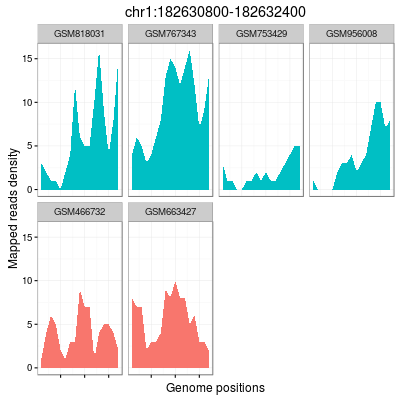 chr1:182630800-182632400
GSM818031 GSM767343 GSM753429 GSM956008
15
10
5
0
GSM466732 GSM663427
15
10
5
0
Mapped reads density
Genome positions